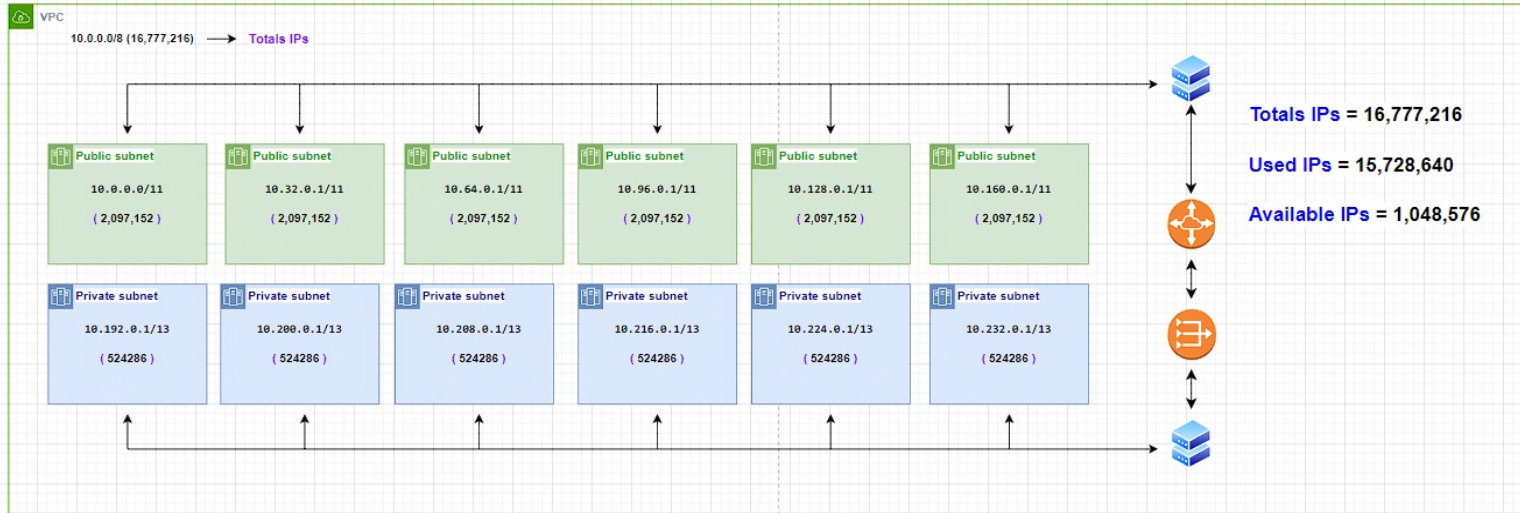 VPC
10.0.0.0/8 (16,777,216) Totals IPs
Totals IPs = 16,777,216
Used IPs = 15,728,640
Available IPs = 1,048,576
Public subnet
10.0.0.0/11
( 2,097,152 )
Public subnet
10.32.0.1/11
( 2,097,152 )
Public subnet
10.64.0.1/11
( 2,097,152 )
Public subnet
10.96.0.1/11
( 2,097,152 )
Public subnet
10.128.0.1/11
( 2,097,152 )
Public subnet
10.160.0.1/11
( 2,097,152 )
Private subnet
10.192.0.1/13
( 524286 )
Private subnet
10.200.0.1/13
( 524286 )
Private subnet
10.208.0.1/13
( 524286 )
Private subnet
10.216.0.1/13
( 524286 )
Private subnet
10.224.0.1/13
( 524286 )
Private subnet
10.232.0.1/13
( 524286 )